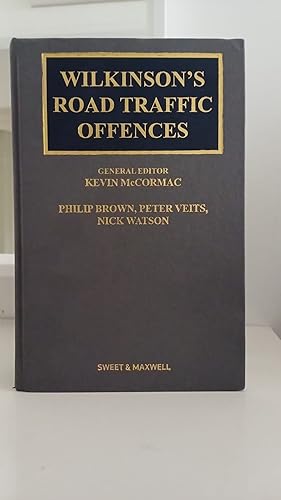 WILKINSON'S
ROAD TRAFFIC
OFFENCES
GENERAL EDITOR
KEVIN McCORMAC
PHILIP BROWN, PETER VEITS,
NICK WATSON
SWEET & MAXWELL